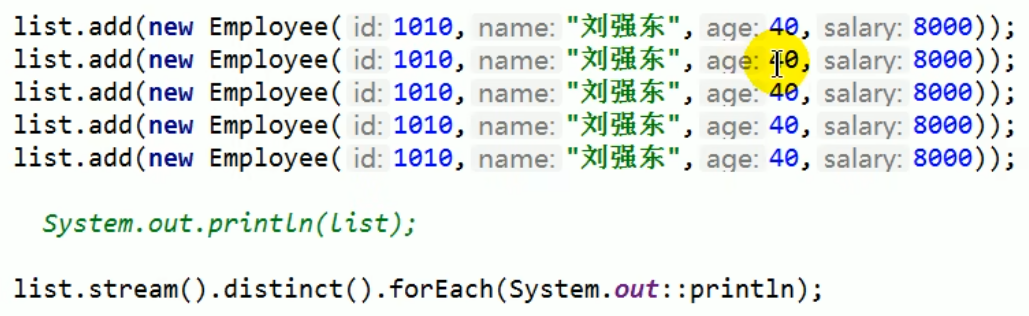 list.add(new Employee( id: 1010, name: "刘强东", age: 40, salary: 8000));
list.add(new Employee( id: 1010, name: "刘强东", age: 40, salary: 8000));
list.add(new Employee( id: 1010, name: "刘强东", age: 40, salary: 8000));
list.add(new Employee( id: 1010, name: "刘强东", age: 40, salary: 8000));
list.add(new Employee( id: 1010, name: "刘强东", age: 40, salary: 8000));
System.out.println(list);
list.stream().distinct().forEach(System.out::println);